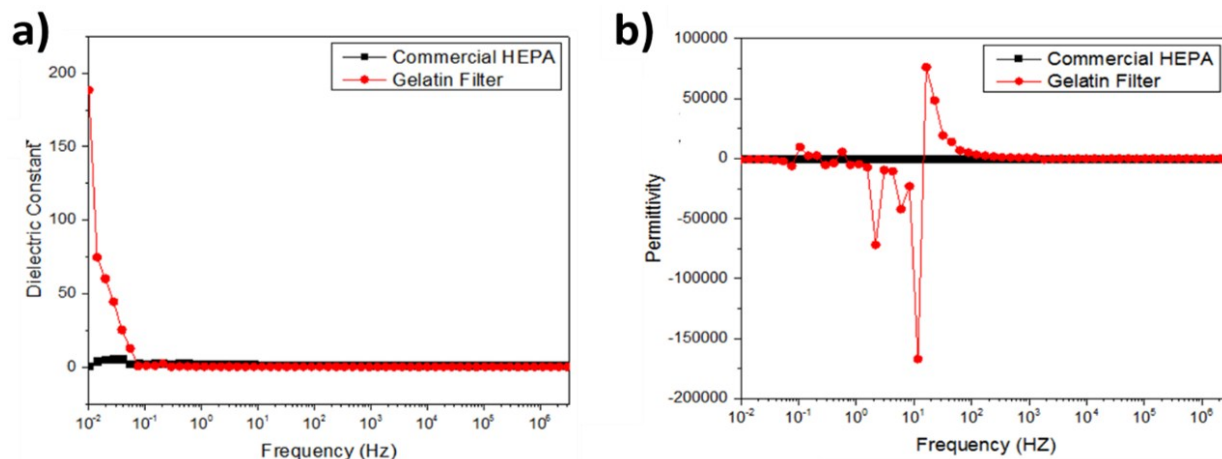 a)
Commercial HEPA
Gelatin Filter
Dielectric Constant
200
150
100
50
0
10-2 10-1 100 101 102 103 104 105 106
Frequency (Hz)
b)
Commercial HEPA
Gelatin Filter
Permittivity
100000
50000
0
-50000
-100000
-150000
-200000
10-2 10-1 100 101 102 103 104 105 106
Frequency (HZ)